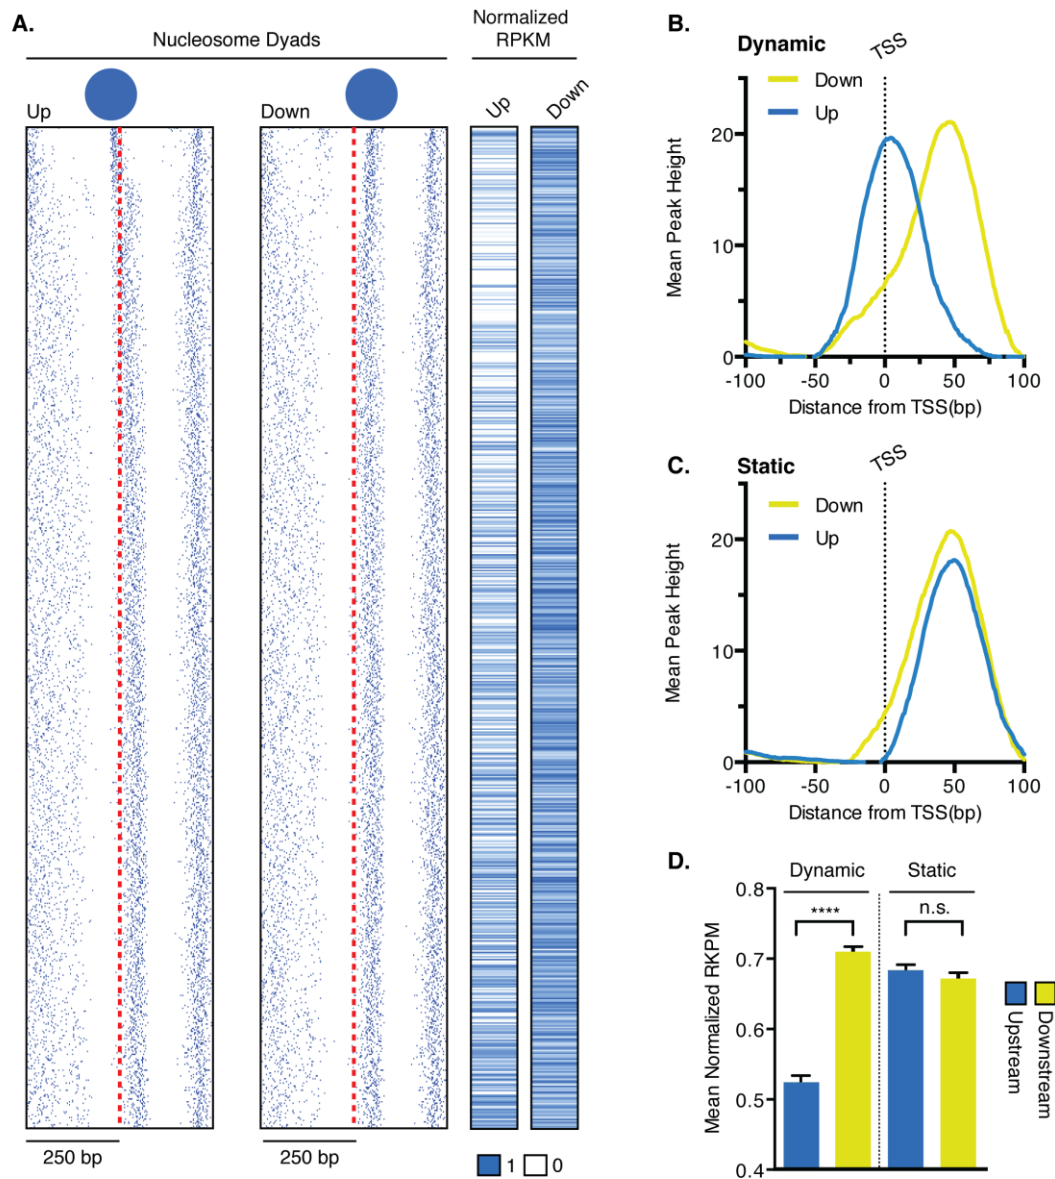 A.
Nucleosome Dyads
Normalized
RPKM
Up
Down
Up
Down
250 bp
250 bp
1
0
B.
Dynamic
TSS
Down
Up
Mean Peak Height
20
10
0
-100
-50
0
50
100
Distance from TSS(bp)
C.
Static
TSS
Down
Up
Mean Peak Height
20
10
0
-100
-50
0
50
100
Distance from TSS(bp)
D.
Dynamic
Static
****
n.s.
Mean Normalized RKPM
0.8
0.7
0.6
0.5
0.4
Upstream
Downstream